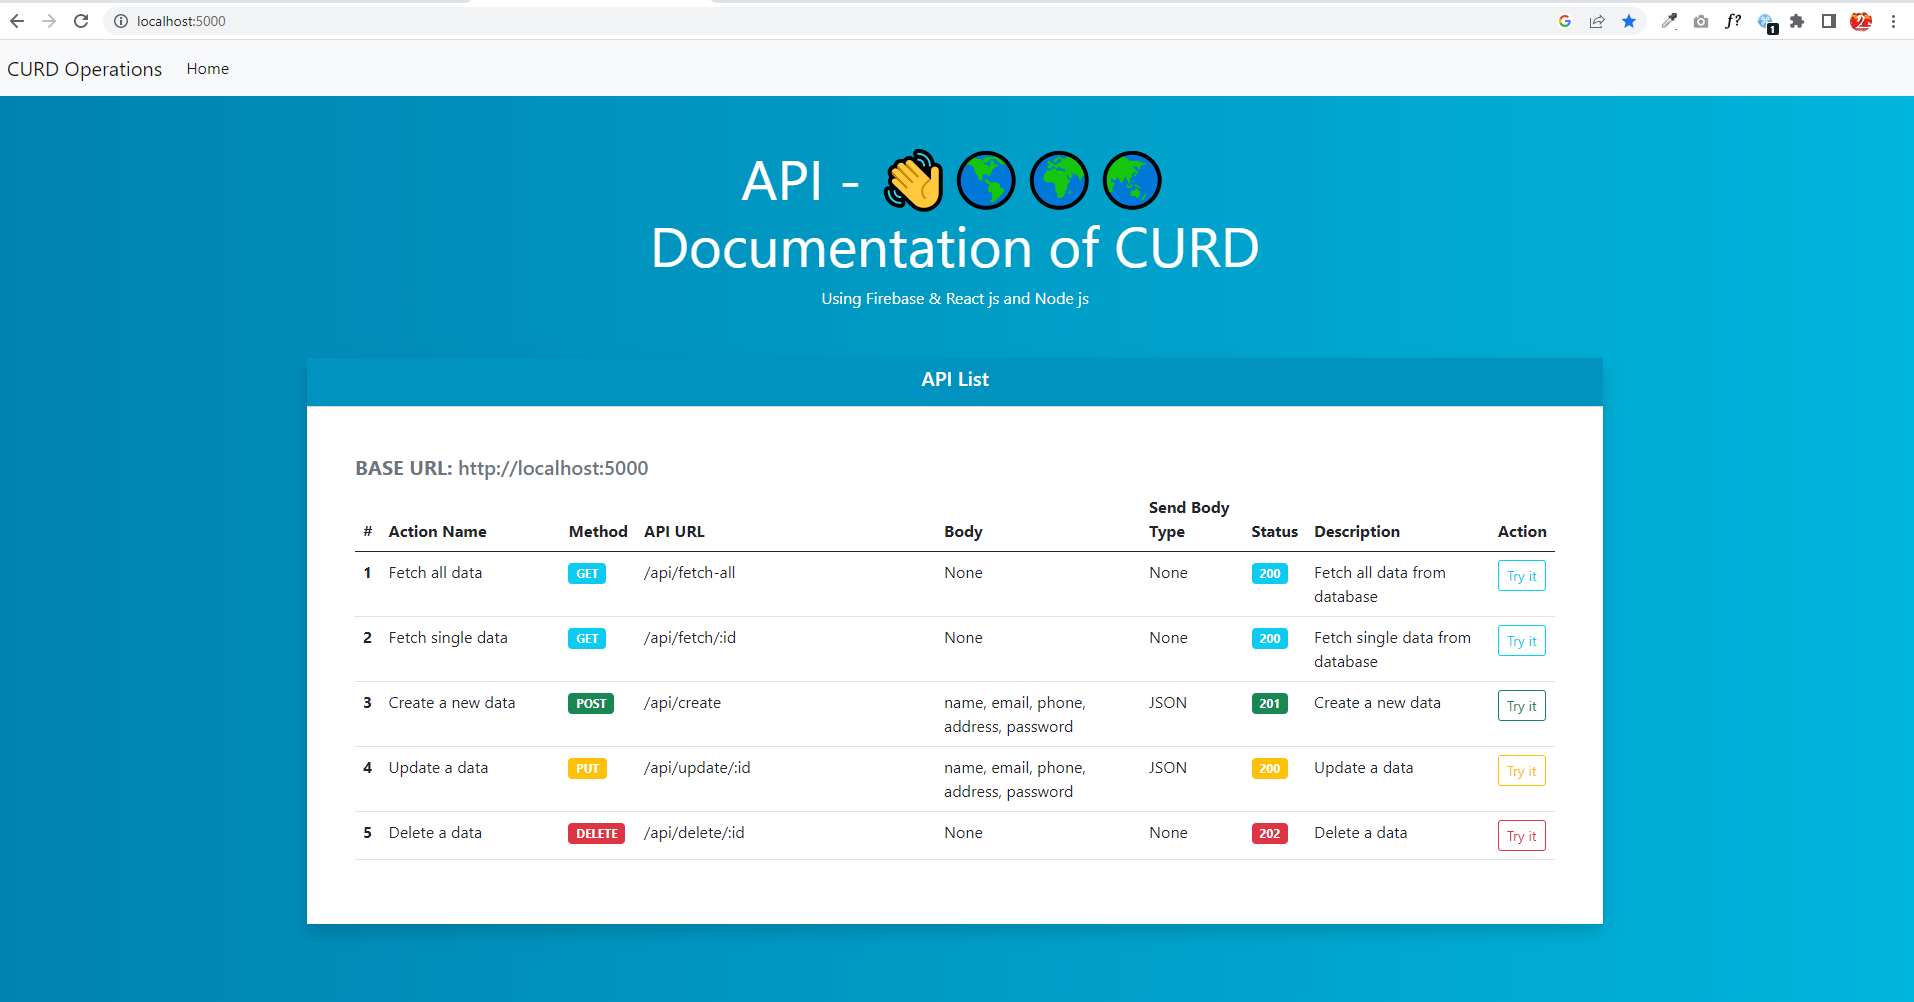 localhost:5000
f?
1
CURD Operations Home
API - 👋🌎🌍🌏
Documentation of CURD
Using Firebase & React js and Node js
API List
BASE URL: http://localhost:5000
# Action Name Method API URL Body Send Body Type Status Description Action
1 Fetch all data GET /api/fetch-all None None 200 Fetch all data from Try it
database
2 Fetch single data GET /api/fetch/:id None None 200 Fetch single data from Try it
database
3 Create a new data POST /api/create name, email, phone, JSON 201 Create a new data Try it
address, password
4 Update a data PUT /api/update/:id name, email, phone, JSON 200 Update a data Try it
address, password
5 Delete a data DELETE /api/delete/:id None None 202 Delete a data Try it